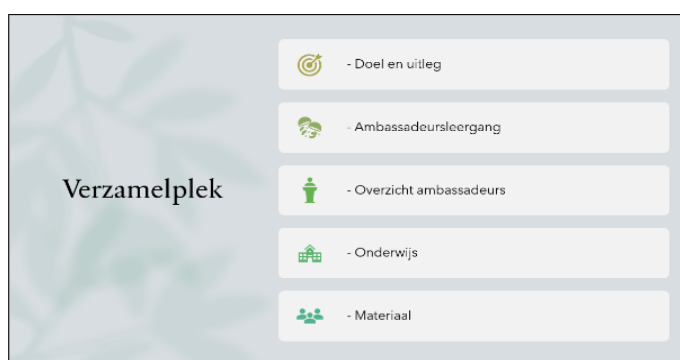 Verzamelplek
- Doel en uitleg
- Ambassadeursleergang
- Overzicht ambassadeurs
- Onderwijs
- Materiaal